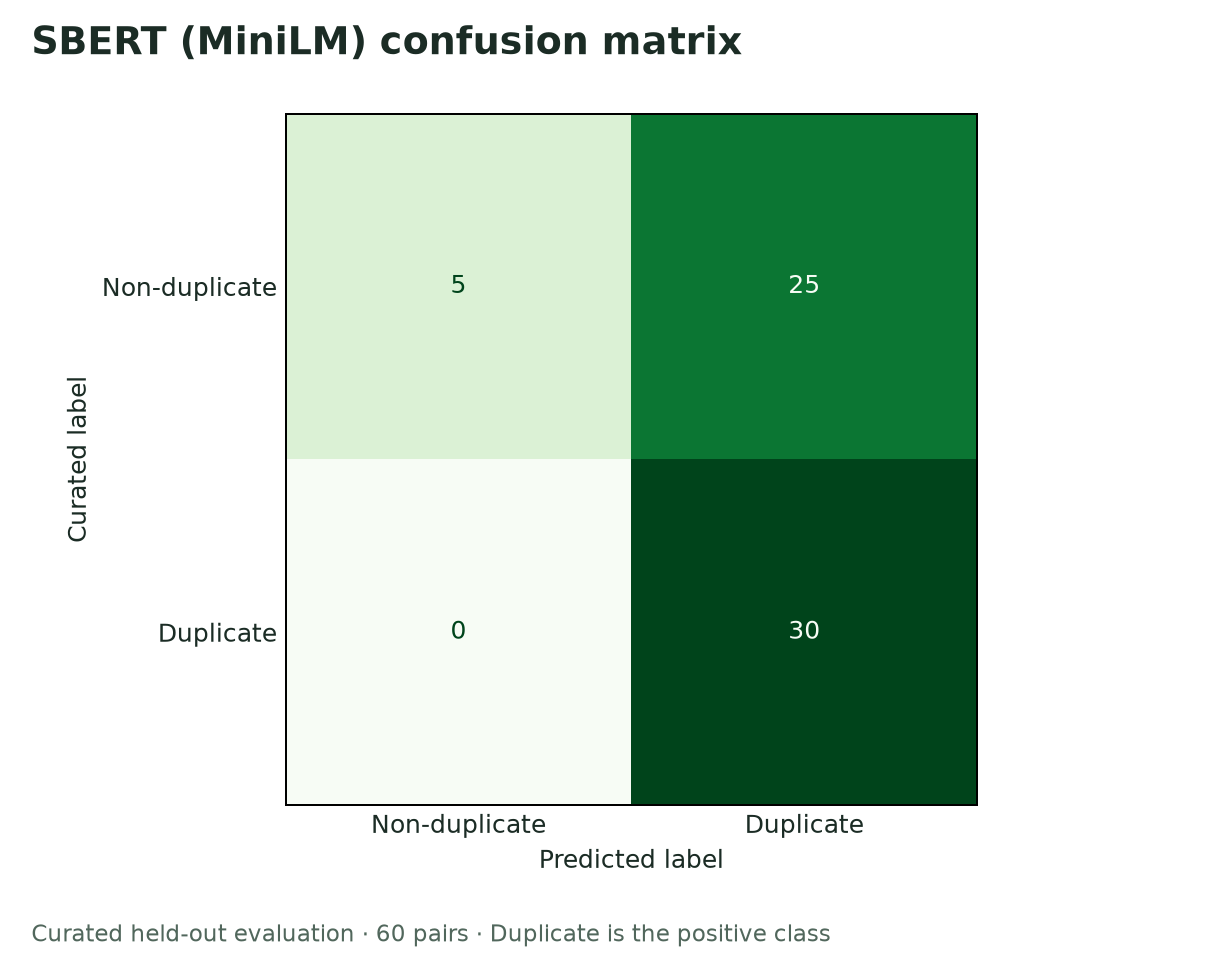 SBERT (MiniLM) confusion matrix
Non-duplicate
5
25
Curated label
Duplicate
0
30
Non-duplicate
Duplicate
Predicted label
Curated held-out evaluation · 60 pairs · Duplicate is the positive class